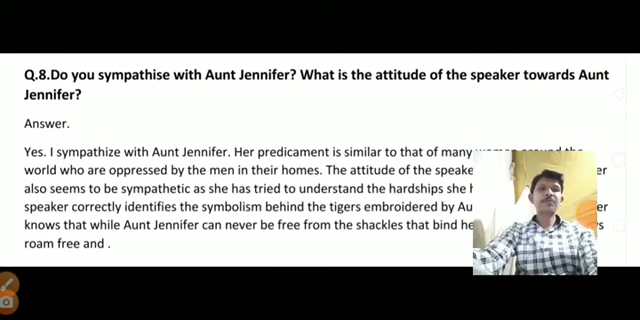 Q.8.Do you sympathise with Aunt Jennifer? What is the attitude of the speaker towards Aunt
Jennifer?
Answer.
Yes. I sympathize with Aunt Jennifer. Her predicament is similar to that of many
world who are oppressed by the men in their homes. The attitude of the
also seems to be sympathetic as she has tried to understand the hardships she
speaker correctly identifies the symbolism behind the tigers embroidered by
knows that while Aunt Jennifer can never be free from the shackles that bind
roam free and .